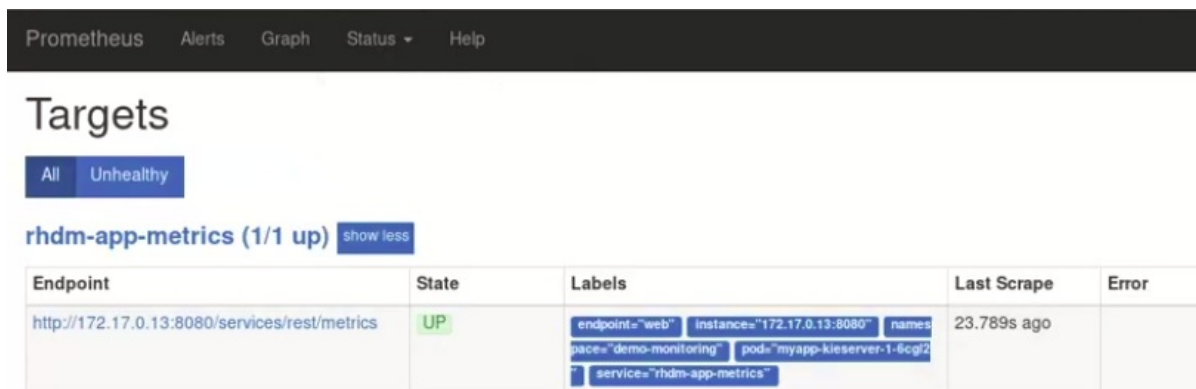 Prometheus Alerts Graph Status Help
Targets
All Unhealthy
rhdm-app-metrics (1/1 up) show less
Endpoint State Labels Last Scrape Error
http://172.17.0.13:8080/services/rest/metrics UP endpoint="web" instance="172.17.0.13:8080" names 23.789s ago
pace="demo-monitoring" pod="myapp-kieserver-1-6cgl2
" service="rhdm-app-metrics"